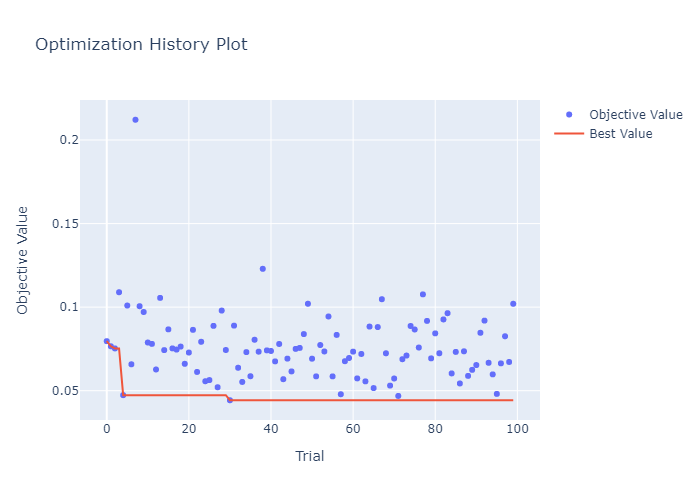 Optimization History Plot
Objective Value
Best Value
0.2
0.15
0.1
0.05
Objective Value
0 20 40 60 80 100
Trial